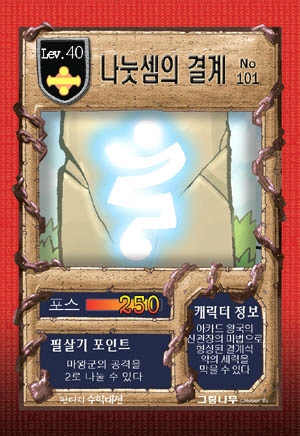 Lev. 40
나눗셈의 결계
No
101
포스 250
필살기 포인트
마왕군의 공격을
2로 나눌 수 있다
캐릭터 정보
아카드 왕국의
신관장의 마법으로
형성된 결계석
악의 세력을
막을 수 있다
판타지 수학대전
그림나무